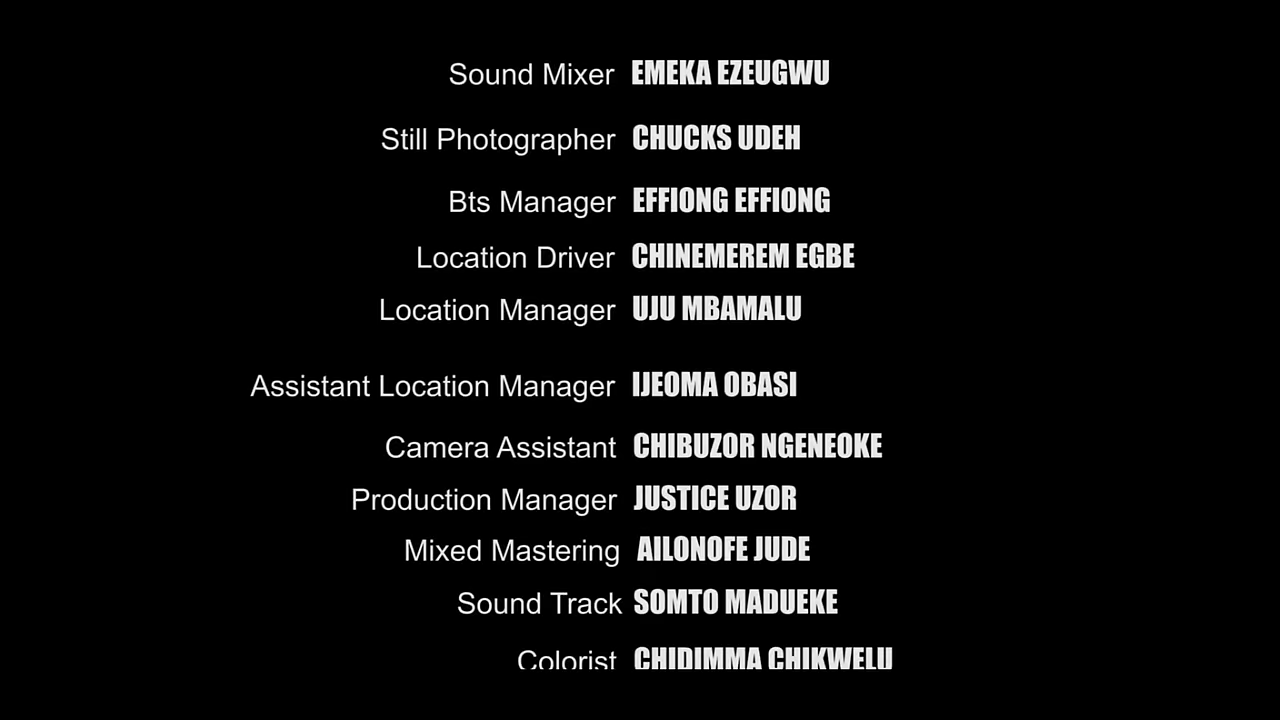 Sound Mixer EMEKA EZEUGWU
Still Photographer CHUCKS UDEH
Bts Manager EFFIONG EFFIONG
Location Driver CHINEMEREM EGBE
Location Manager UJU MBAMALU
Assistant Location Manager IJEOMA OBASI
Camera Assistant CHIBUZOR NGENEOKE
Production Manager JUSTICE UZOR
Mixed Mastering AILONOFE JUDE
Sound Track SOMTO MADUEKE
Colorist CHIDIMMA CHIKWELU